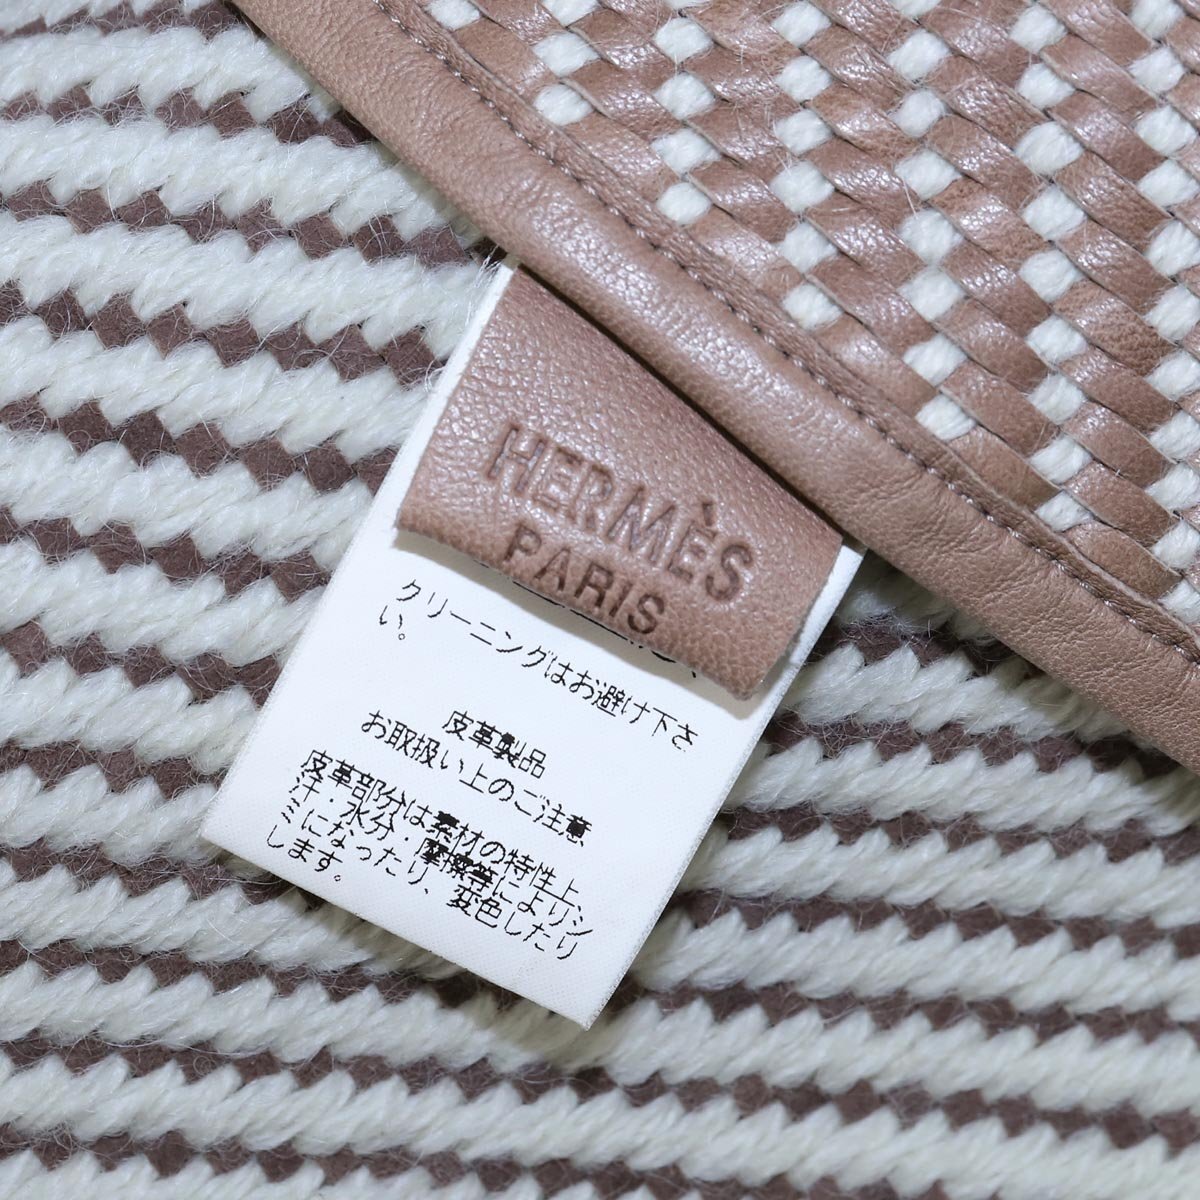 HERMÈS
PARIS
クリーニングはお避け下さ
い。
皮革製品
お取扱い上のご注意
皮革部分は素材の特性上、
汗・水分・摩擦等によりシ
ミになったり、変色したり
します。